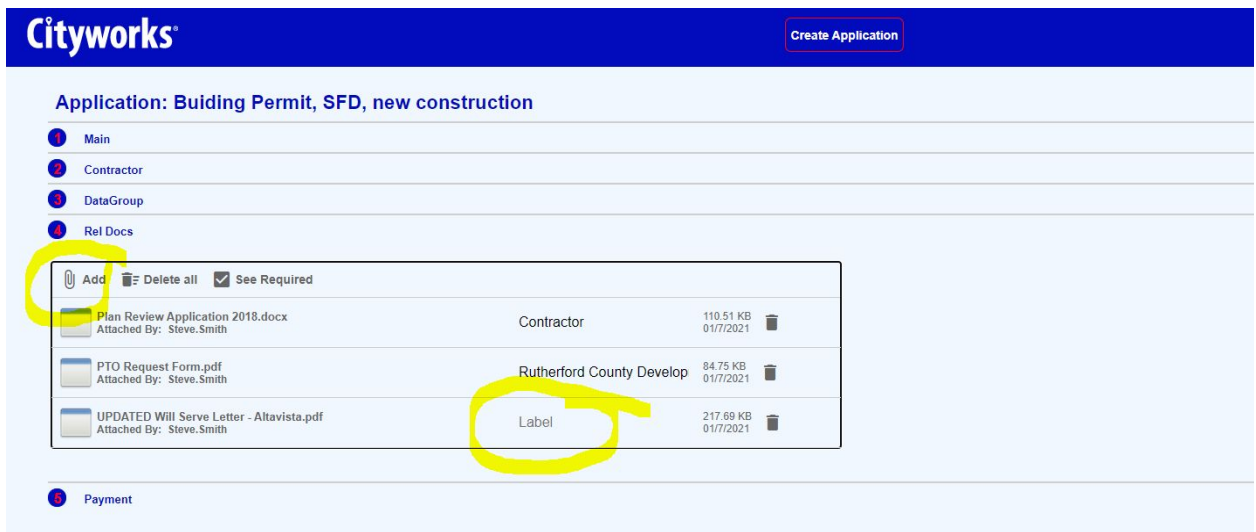 Cityworks
Create Application
Application: Buiding Permit, SFD, new construction
1 Main
2 Contractor
3 DataGroup
4 Rel Docs
Add Delete all See Required
Plan Review Application 2018.docx
Attached By: Steve.Smith
Contractor
110.51 KB
01/7/2021
PTO Request Form.pdf
Attached By: Steve.Smith
Rutherford County Develop
84.75 KB
01/7/2021
UPDATED Will Serve Letter - Altavista.pdf
Attached By: Steve.Smith
Label
217.69 KB
01/7/2021
5 Payment